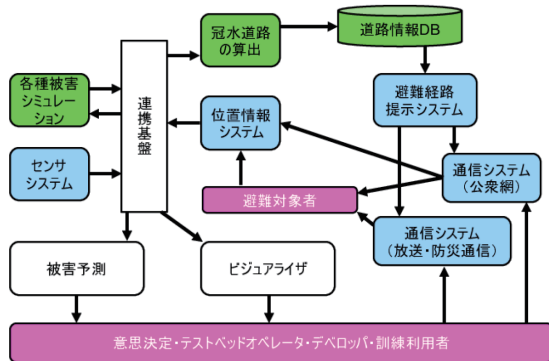 冠水道路
の算出
道路情報DB
各種被害
シミュレー
ション
連携基盤
位置情報
システム
避難経路
提示システム
センサ
システム
通信システム
（公衆網）
避難対象者
通信システム
（放送・防災通信）
被害予測
ビジュアライザ
意思決定・テストベッドオペレータ・デベロッパ・訓練利用者